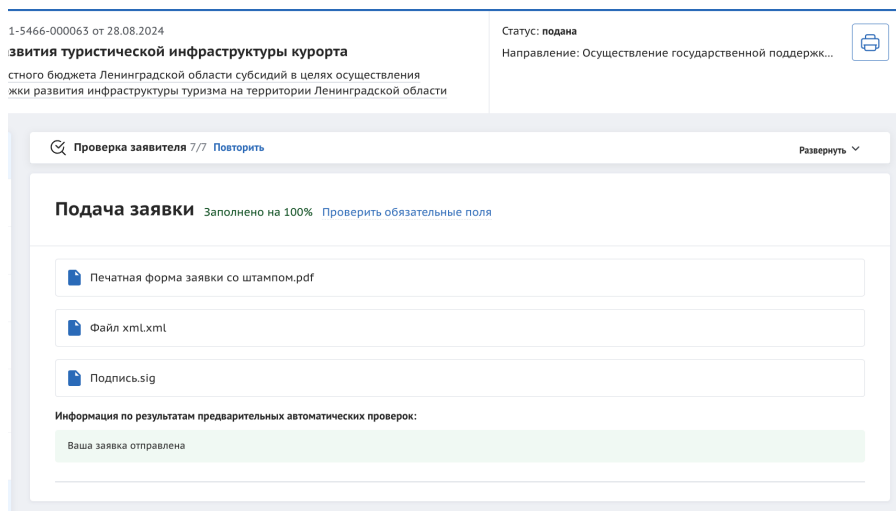 1-5466-000063 от 28.08.2024
звития туристической инфраструктуры курорта
стного бюджета Ленинградской области субсидий в целях осуществления
жки развития инфраструктуры туризма на территории Ленинградской области
Статус: подана
Направление: Осуществление государственной поддержк...
Проверка заявителя 7/7 Повторить
Развернуть
Подача заявки Заполнено на 100% Проверить обязательные поля
Печатная форма заявки со штампом.pdf
Файл xml.xml
Подпись.sig
Информация по результатам предварительных автоматических проверок:
Ваша заявка отправлена